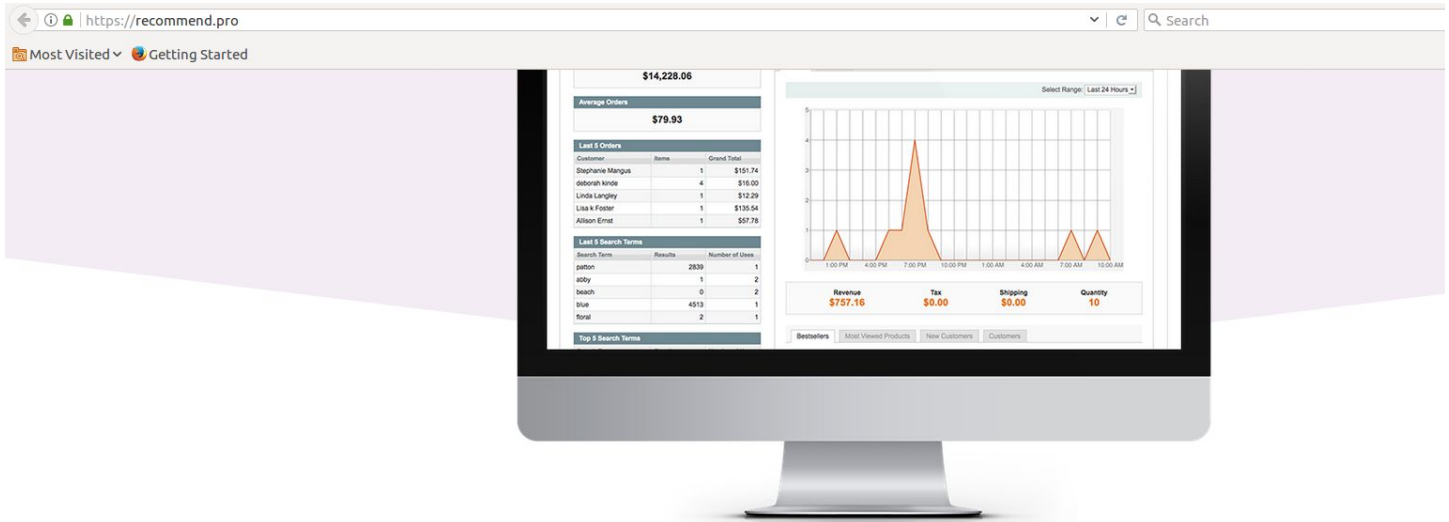 https://recommend.pro
Search
Most Visited
Getting Started
$14,228.06
Average Orders
$79.93
Last 5 Orders
Customer Items Grand Total
Stephanie Mangus 1 $151.74
deborah kinde 4 $16.00
Linda Langley 1 $12.29
Lisa k Foster 1 $135.54
Allison Ernst 1 $57.78
Last 5 Search Terms
Search Term Results Number of Uses
patton 2839 1
abby 1 2
beach 0 2
blue 4513 1
floral 2 1
Top 5 Search Terms
Select Range: Last 24 Hours
5
4
3
2
1
0
1:00 PM 4:00 PM 7:00 PM 10:00 PM 1:00 AM 4:00 AM 7:00 AM 10:00 AM
Revenue Tax Shipping Quantity
$757.16 $0.00 $0.00 10
Bestsellers Most Viewed Products New Customers Customers